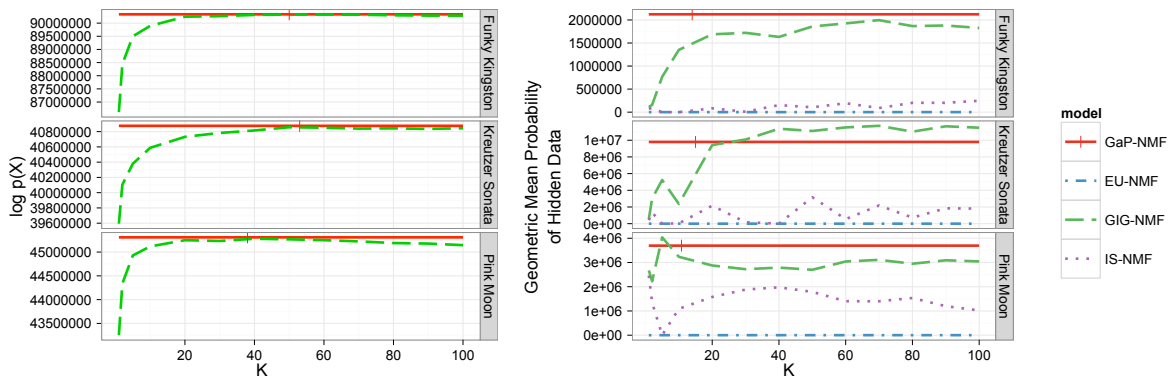 90000000
89500000
89000000
88500000
88000000
87500000
87000000
Funky Kingston
40800000
40600000
40400000
40200000
40000000
39800000
39600000
Kreutzer Sonata
45000000
44500000
44000000
43500000
Pink Moon
log p(X)
20
40
60
80
100
K
2000000
1500000
1000000
500000
0
Funky Kingston
1e+07
8e+06
6e+06
4e+06
2e+06
0e+00
Kreutzer Sonata
4e+06
3e+06
2e+06
1e+06
0e+00
Pink Moon
Geometric Mean Probability
of Hidden Data
20
40
60
80
100
K
model
GaP-NMF
EU-NMF
GIG-NMF
IS-NMF